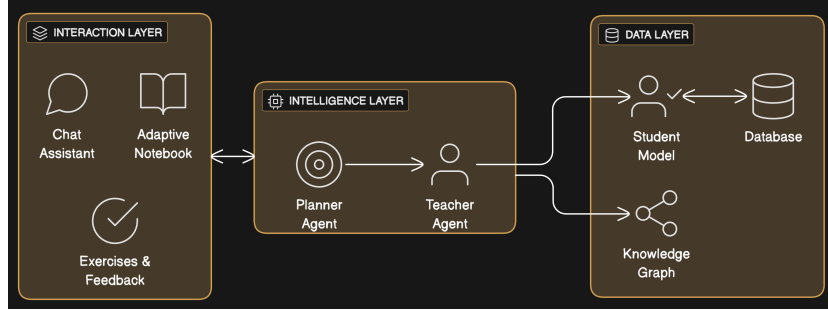 INTERACTION LAYER
Chat
Assistant
Adaptive
Notebook
Exercises &
Feedback
INTELLIGENCE LAYER
Planner
Agent
Teacher
Agent
DATA LAYER
Student
Model
Database
Knowledge
Graph